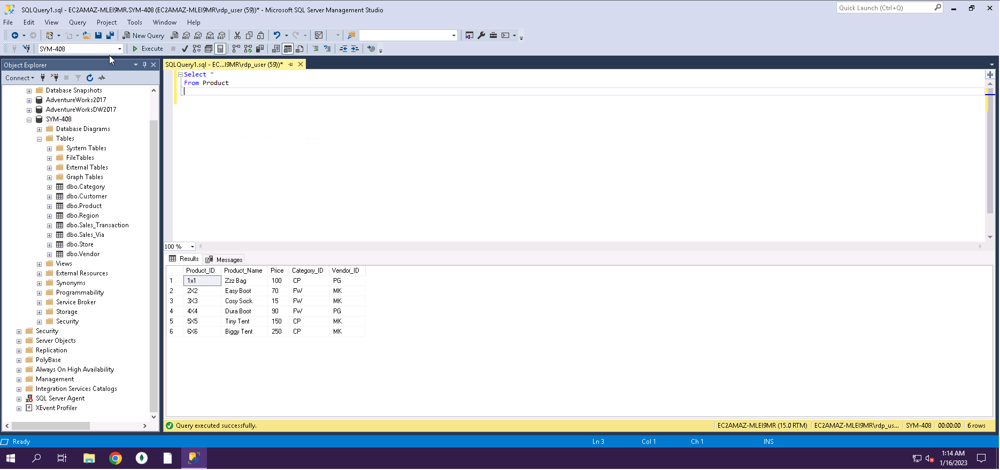 SQLQuery1.sql - EC2AMAZ-MLEI9MR.SYM-408 (EC2AMAZ-MLEI9MR\rdp_user (59))* - Microsoft SQL Server Management Studio
Quick Launch (Ctrl+Q)
File Edit View Query Project Tools Window Help
New Query MDX DMX XMLA DAX
SYM-408 Execute
Object Explorer
Connect
Database Snapshots
AdventureWorks2017
AdventureWorksDW2017
SYM-408
Database Diagrams
Tables
System Tables
FileTables
External Tables
Graph Tables
dbo.Category
dbo.Customer
dbo.Product
dbo.Region
dbo.Sales_Transaction
dbo.Sales_Via
dbo.Store
dbo.Vendor
Views
External Resources
Synonyms
Programmability
Service Broker
Storage
Security
Security
Server Objects
Replication
PolyBase
Always On High Availability
Management
Integration Services Catalogs
SQL Server Agent
XEvent Profiler
SQLQuery1.sql - EC...I9MR\rdp_user (59))*
Select *
From Product
100 %
Results Messages
Product_ID Product_Name Price Category_ID Vendor_ID
1 1x1 Zzz Bag 100 CP PG
2 2X2 Easy Boot 70 FW MK
3 3X3 Cosy Sock 15 FW MK
4 4X4 Dura Boot 90 FW PG
5 5X5 Tiny Tent 150 CP MK
6 6X6 Biggy Tent 250 CP MK
Query executed successfully. EC2AMAZ-MLEI9MR (15.0 RTM) EC2AMAZ-MLEI9MR\rdp_us... SYM-408 00:00:00 6 rows
Ready Ln 3 Col 1 Ch 1 INS
1:14 AM
1/16/2023